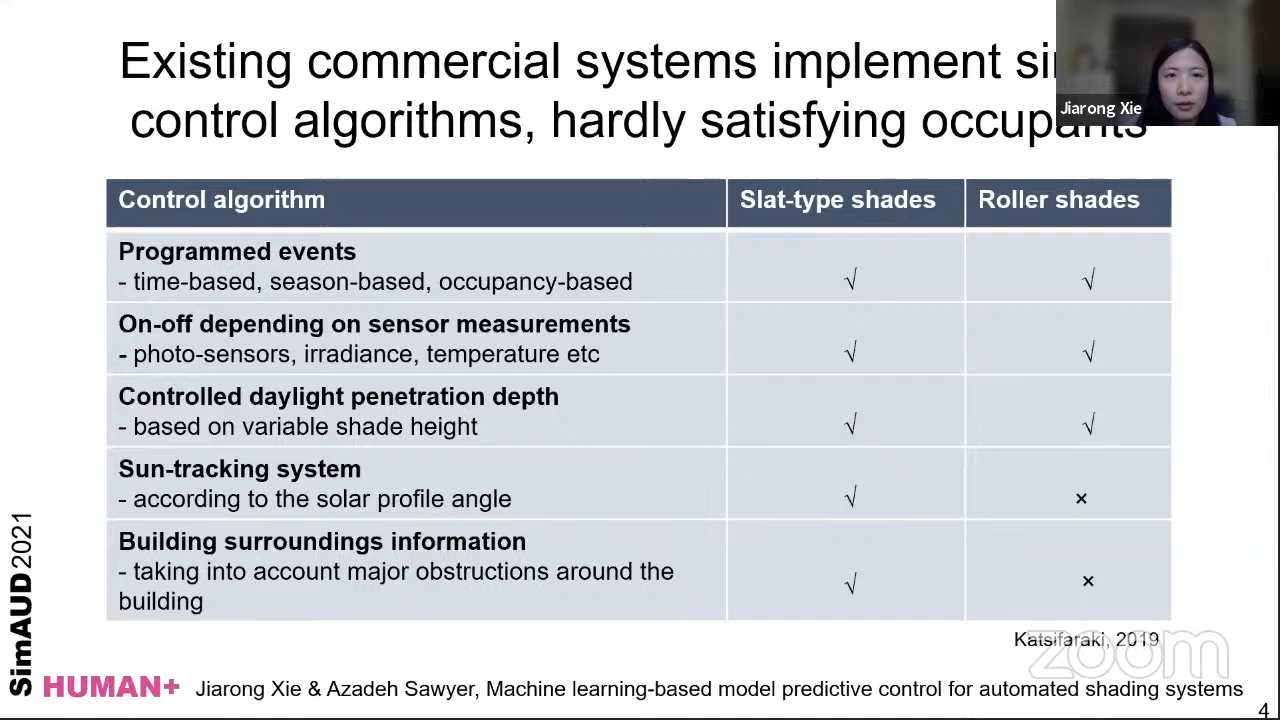 Existing commercial systems implement
control algorithms, hardly satisfying occupants
Jiarong Xie
Control algorithm
Slat-type shades
Roller shades
Programmed events
- time-based, season-based, occupancy-based
√
√
On-off depending on sensor measurements
- photo-sensors, irradiance, temperature etc
√
√
Controlled daylight penetration depth
- based on variable shade height
√
√
Sun-tracking system
- according to the solar profile angle
√
×
Building surroundings information
- taking into account major obstructions around the
building
√
×
Katsifaraki, 2019
zoom
SimAUD2021
HUMAN+
Jiarong Xie & Azadeh Sawyer, Machine learning-based model predictive control for automated shading systems
4